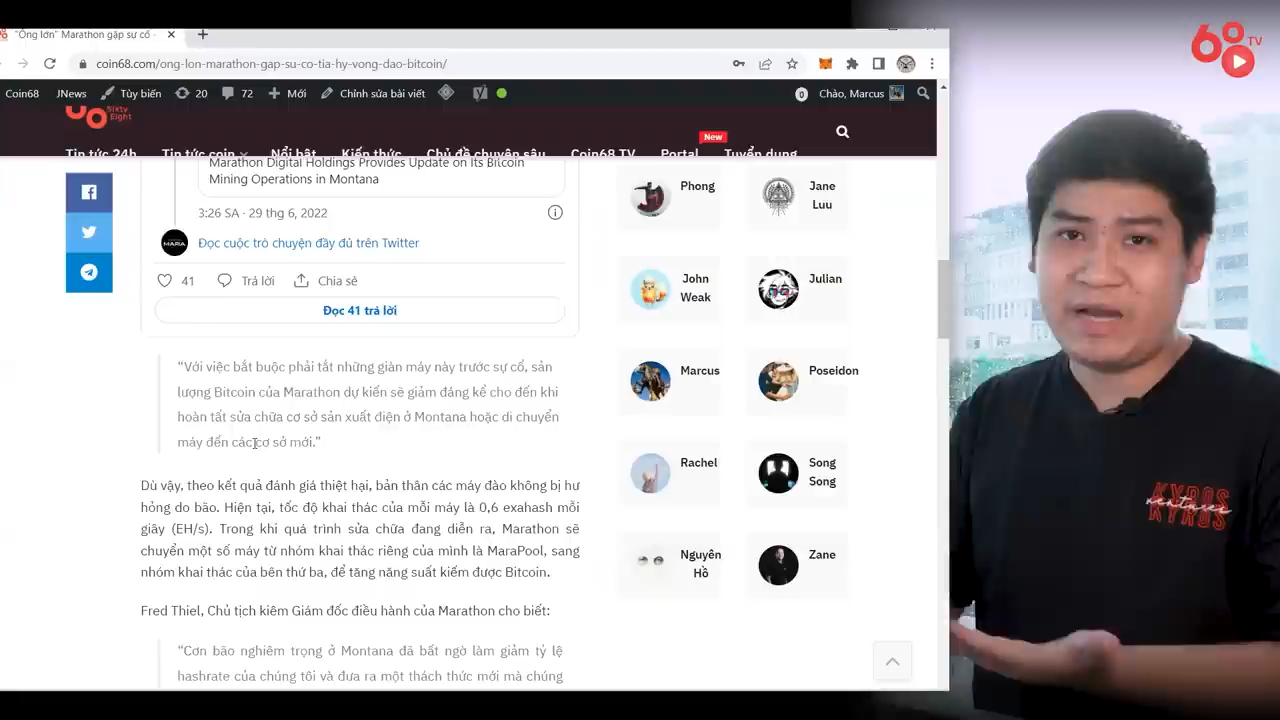 "Ông lớn" Marathon gặp sự cố -
coin68.com/ong-lon-marathon-gap-su-co-tia-hy-vong-dao-bitcoin/
Coin68 JNews Tùy biến 20 72 Mới Chỉnh sửa bài viết 0 Chào, Marcus
Sixty
Eight
New
Tin tức 24h Tin tức coin Nổi bật Kiến thức Chủ đề chuyên sâu Coin68 TV Portal Tuyển dụng
Marathon Digital Holdings Provides Update on Its Bitcoin
Mining Operations in Montana
3:26 SA · 29 thg 6, 2022
MARA
Đọc cuộc trò chuyện đầy đủ trên Twitter
41 Trả lời Chia sẻ
Đọc 41 trả lời
“Với việc bắt buộc phải tắt những giàn máy này trước sự cố, sản
lượng Bitcoin của Marathon dự kiến sẽ giảm đáng kể cho đến khi
hoàn tất sửa chữa cơ sở sản xuất điện ở Montana hoặc di chuyển
máy đến các cơ sở mới.”
Dù vậy, theo kết quả đánh giá thiệt hại, bản thân các máy đào không bị hư
hỏng do bão. Hiện tại, tốc độ khai thác của mỗi máy là 0,6 exahash mỗi
giây (EH/s). Trong khi quá trình sửa chữa đang diễn ra, Marathon sẽ
chuyển một số máy từ nhóm khai thác riêng của mình là MaraPool, sang
nhóm khai thác của bên thứ ba, để tăng năng suất kiếm được Bitcoin.
Fred Thiel, Chủ tịch kiêm Giám đốc điều hành của Marathon cho biết:
“Cơn bão nghiêm trọng ở Montana đã bất ngờ làm giảm tỷ lệ
hashrate của chúng tôi và đưa ra một thách thức mới mà chúng
Phong
Jane
Luu
John
Weak
Julian
Marcus
Poseidon
Rachel
Song
Song
Nguyên
Hồ
Zane
68 TV
KYROS
ventures
KYROS